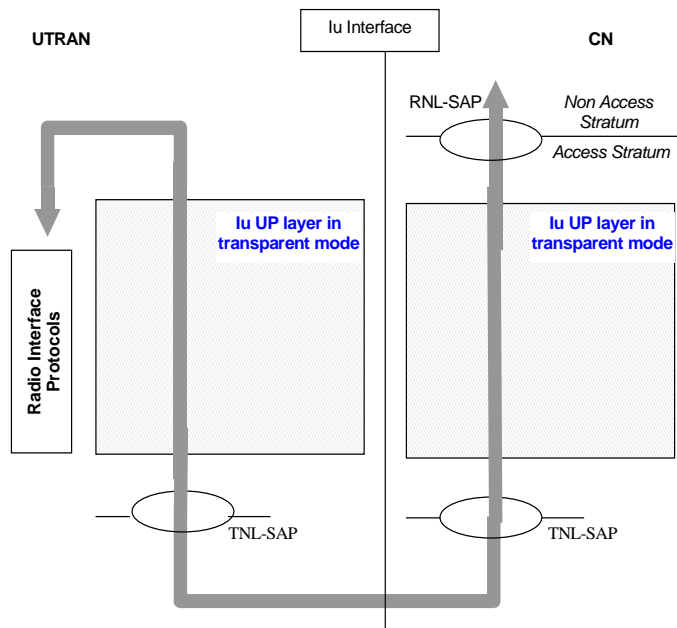 Iu Interface
UTRAN
CN
RNL-SAP
Non Access
Stratum
Access Stratum
Iu UP layer in
transparent mode
Iu UP layer in
transparent mode
Radio Interface
Protocols
TNL-SAP
TNL-SAP